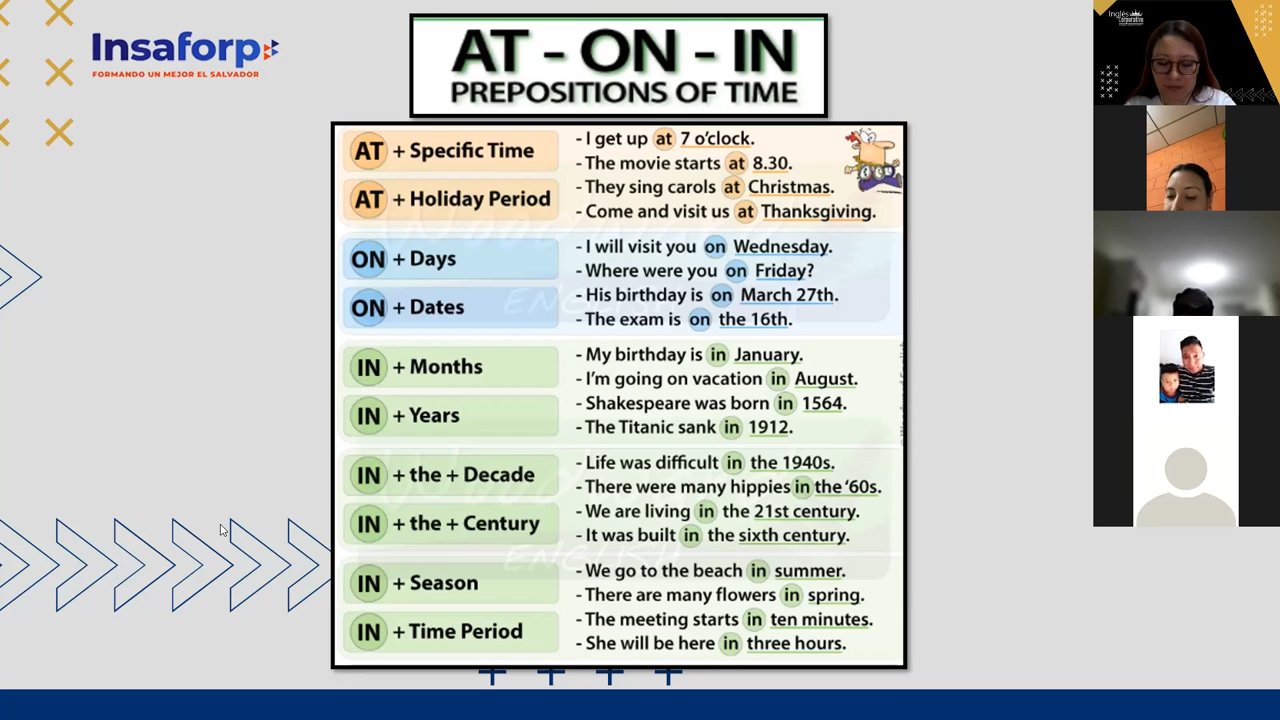 Insaforp
FORMANDO UN MEJOR EL SALVADOR
AT - ON - IN
PREPOSITIONS OF TIME
AT + Specific Time
- I get up at 7 o'clock.
- The movie starts at 8.30.
AT + Holiday Period
- They sing carols at Christmas.
- Come and visit us at Thanksgiving.
ON + Days
- I will visit you on Wednesday.
- Where were you on Friday?
ON + Dates
- His birthday is on March 27th.
- The exam is on the 16th.
IN + Months
- My birthday is in January.
- I'm going on vacation in August.
IN + Years
- Shakespeare was born in 1564.
- The Titanic sank in 1912.
IN + the + Decade
- Life was difficult in the 1940s.
- There were many hippies in the '60s.
IN + the + Century
- We are living in the 21st century.
- It was built in the sixth century.
IN + Season
- We go to the beach in summer.
- There are many flowers in spring.
IN + Time Period
- The meeting starts in ten minutes.
- She will be here in three hours.
ENGLISH
ENGLISH
Inglés
Corporativo